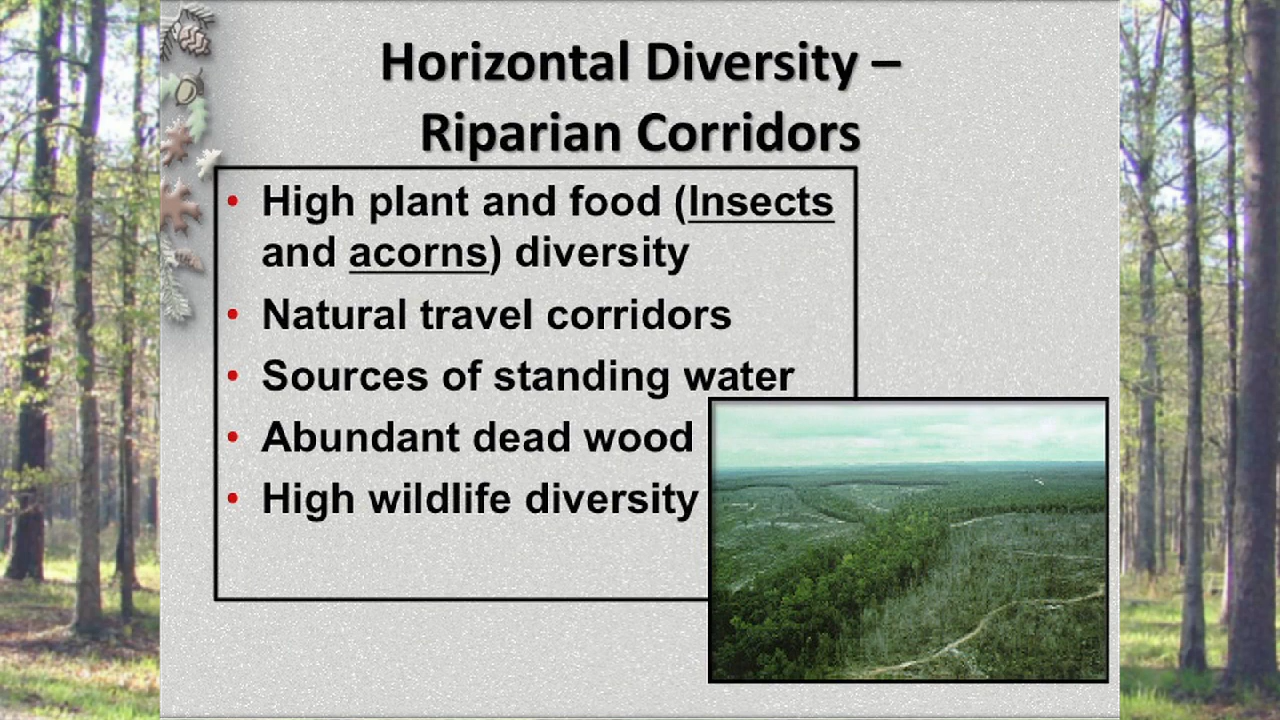 Horizontal Diversity –
Riparian Corridors
• High plant and food (Insects
and acorns) diversity
• Natural travel corridors
• Sources of standing water
• Abundant dead wood
• High wildlife diversity